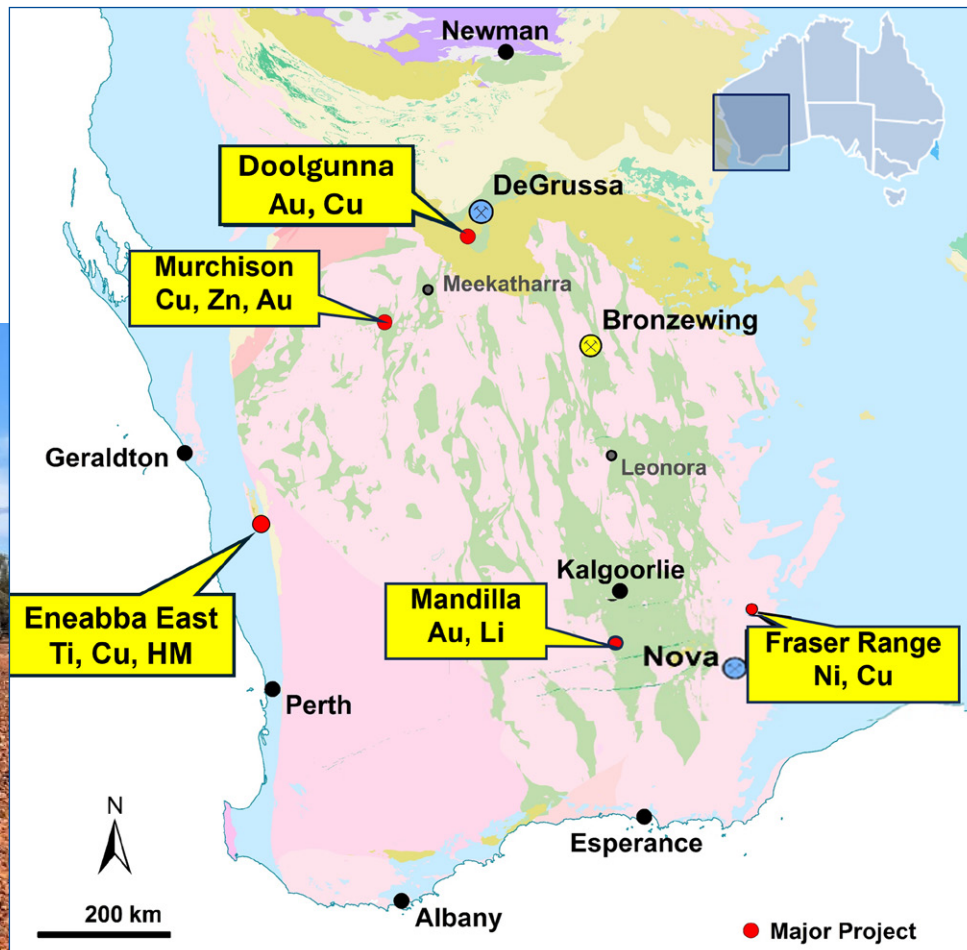 Newman
Doolgunna
Au, Cu
DeGrussa
Murchison
Cu, Zn, Au
Meekatharra
Bronzewing
Geraldton
Leonora
Eneabba East
Ti, Cu, HM
Kalgoorlie
Mandilla
Au, Li
Nova
Fraser Range
Ni, Cu
Perth
N
Esperance
200 km
Albany
Major Project